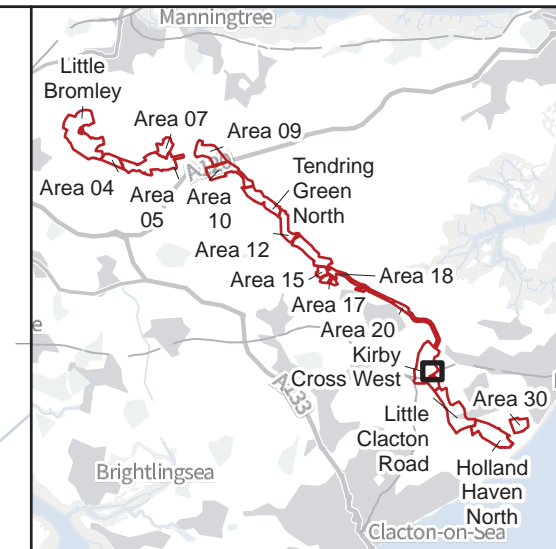 Manningtree
Little
Bromley
Area 07
Area 09
A120
Tendring
Green
North
Area 04
Area
05
Area
10
Area 12
Area 15
Area 18
Area 17
Area 20
Kirby
Cross West
A133
Area 30
Little
Clacton
Road
Holland
Haven
North
Brightlingsea
Clacton-on-Sea
e